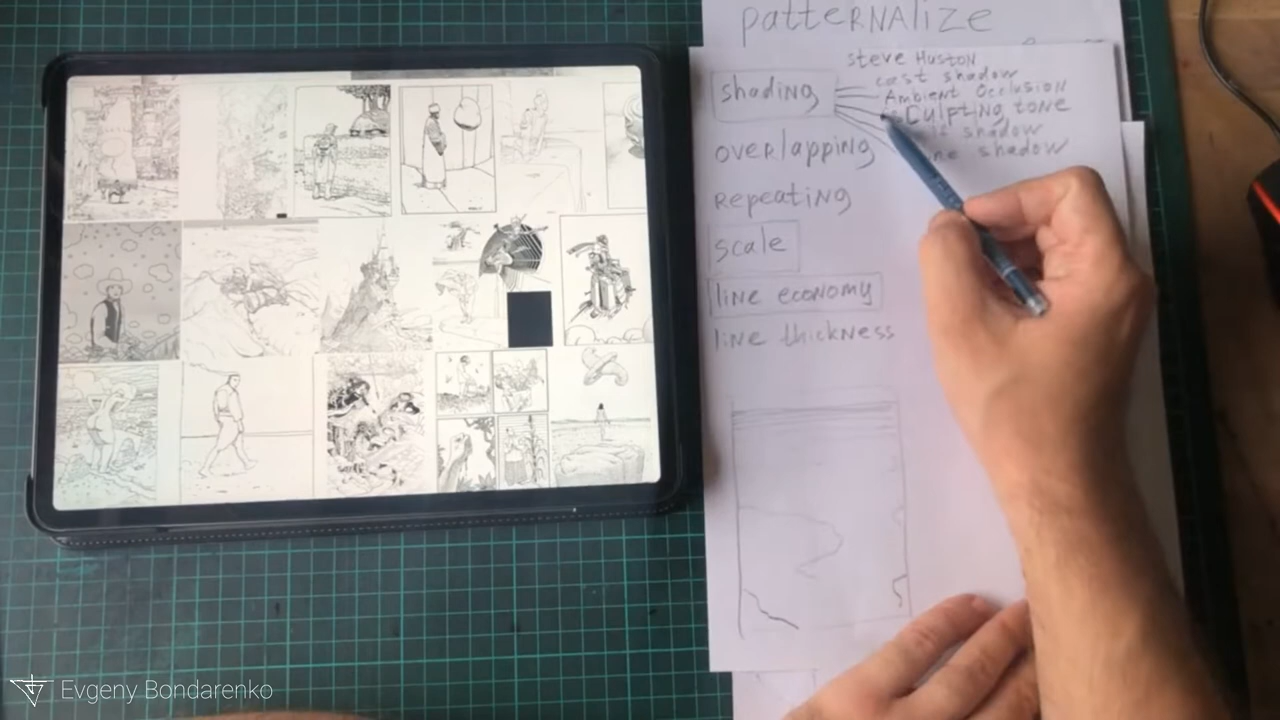 patterNAlize
steve Huston
cast shadow
shading
Ambient Occlusion
sculpting tone
shadow
overlapping
shadow
Repeating
scale
line economy
line thickness
Evgeny Bondarenko